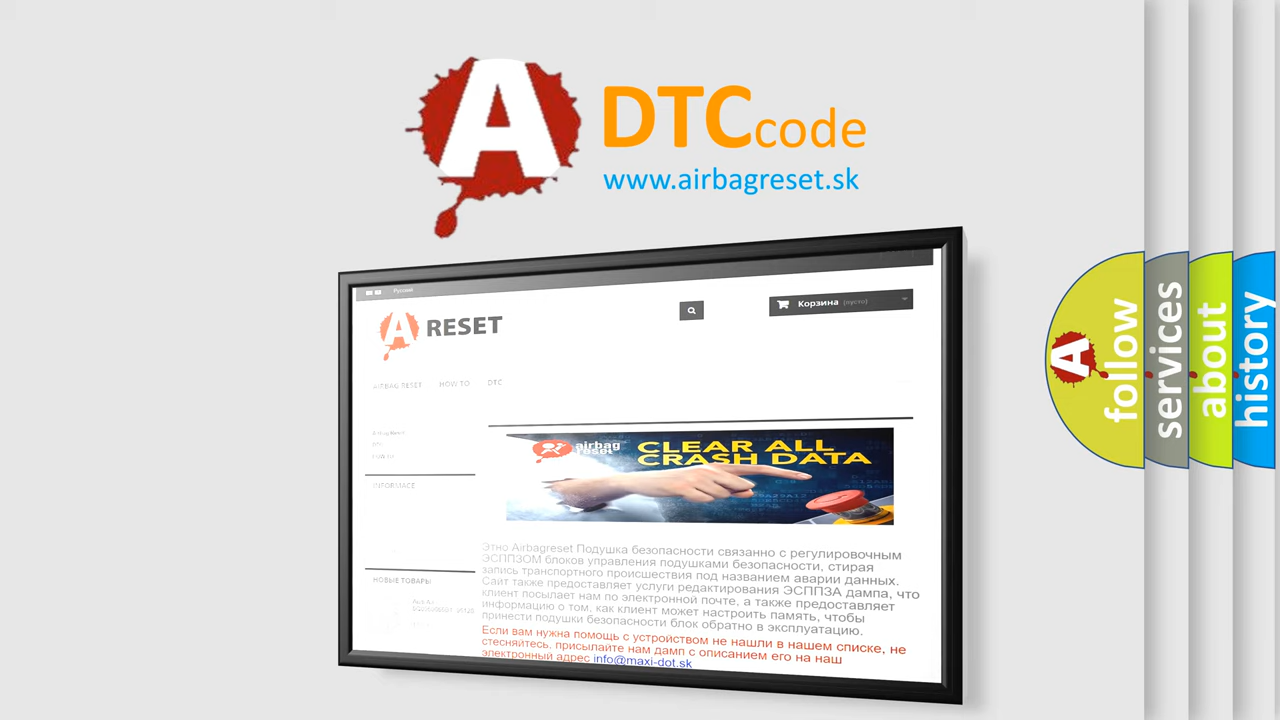 A
DTCcode
www.airbagreset.sk
Русский
Корзина (пусто)
A RESET
AIRBAG RESET HOW TO DTC
Airbag Reset
DTC
INFORMACE
airbag
reset
CLEAR ALL
CRASH DATA
Этно Airbagreset Подушка безопасности связанно с регулировочным
ЭСППЗОМ блоков управления подушками безопасности, стирая
запись транспортного происшествия под названием аварии данных.
Сайт также предоставляет услуги редактирования ЭСППЗА дампа, что
клиент посылает нам по электронной почте, а также предоставляет
информацию о том, как клиент может настроить память, чтобы
принести подушки безопасности блок обратно в эксплуатацию.
Если вам нужна помощь с устройством не нашли в нашем списке, не
стесняйтесь, присылайте нам дамп с описанием его на наш
электронный адрес info@maxi-dot.sk
НОВЫЕ ТОВАРЫ
A
follow
services
about
history